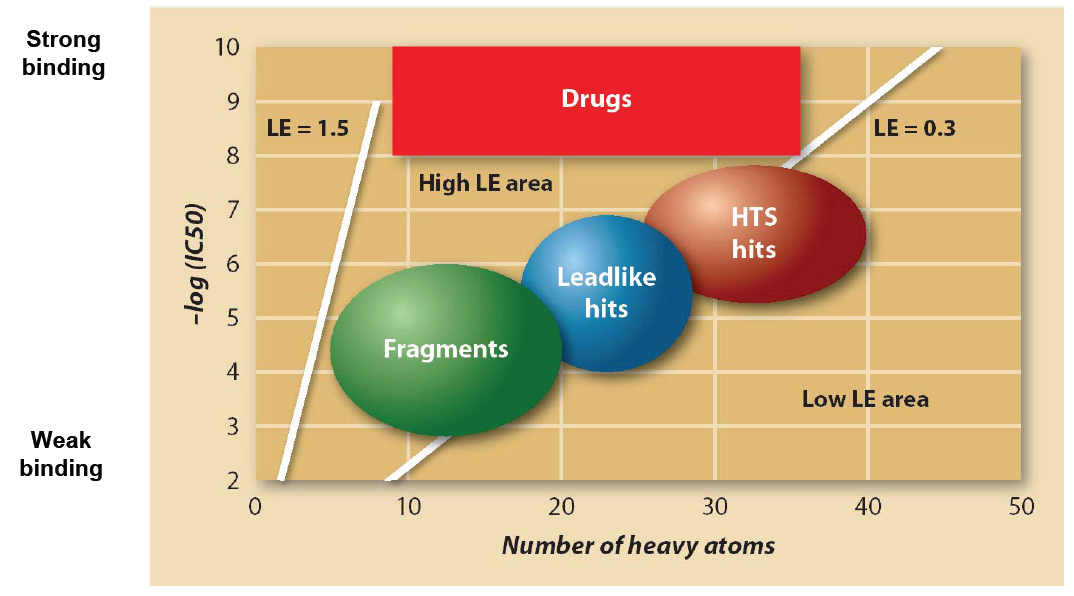 Strong
binding
Weak
binding
–log (IC50)
10
9
8
7
6
5
4
3
2
LE = 1.5
Drugs
LE = 0.3
High LE area
HTS
hits
Leadlike
hits
Fragments
Low LE area
0 10 20 30 40 50
Number of heavy atoms